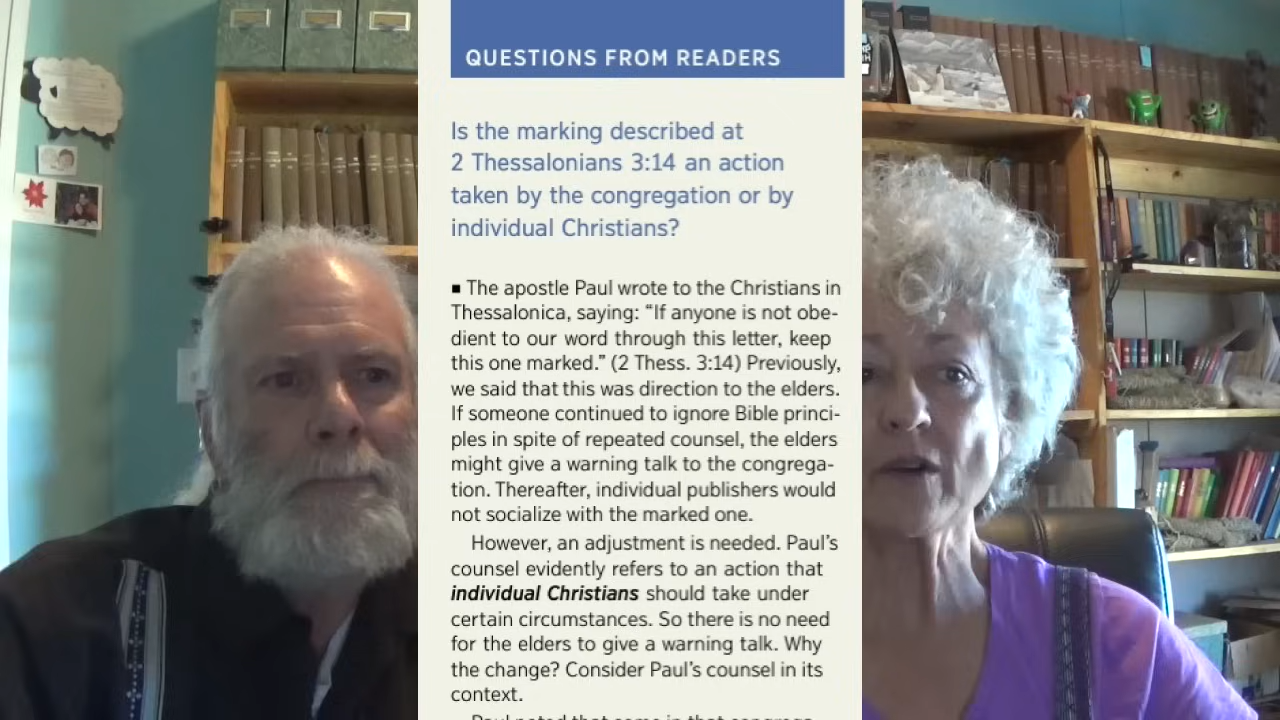 QUESTIONS FROM READERS
Is the marking described at
2 Thessalonians 3:14 an action
taken by the congregation or by
individual Christians?
■ The apostle Paul wrote to the Christians in
Thessalonica, saying: “If anyone is not obe-
dient to our word through this letter, keep
this one marked.” (2 Thess. 3:14) Previously,
we said that this was direction to the elders.
If someone continued to ignore Bible princi-
ples in spite of repeated counsel, the elders
might give a warning talk to the congrega-
tion. Thereafter, individual publishers would
not socialize with the marked one.
However, an adjustment is needed. Paul’s
counsel evidently refers to an action that
individual Christians should take under
certain circumstances. So there is no need
for the elders to give a warning talk. Why
the change? Consider Paul’s counsel in its
context.
Paul noted that some in that congrega-